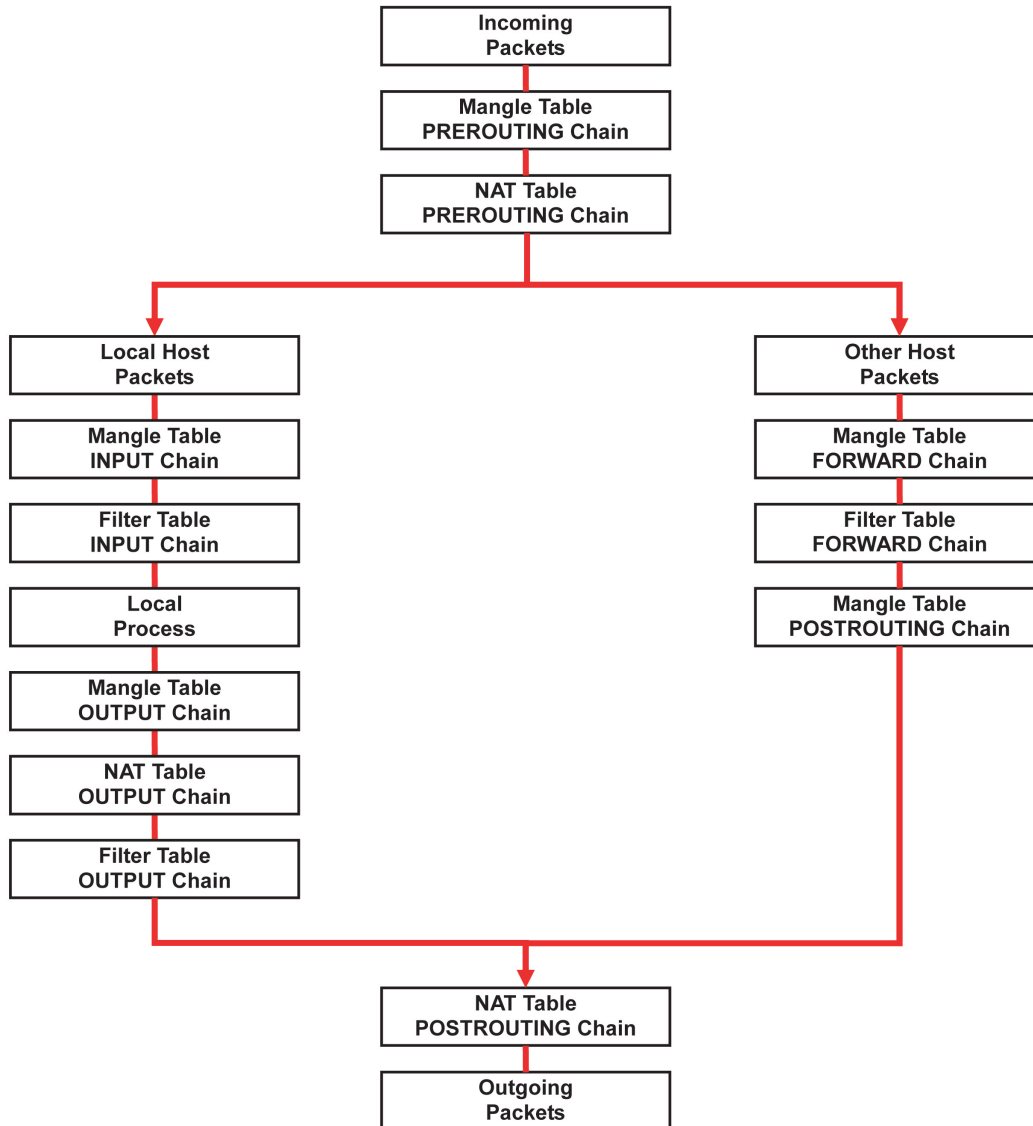 Incoming
Packets
Mangle Table
PREROUTING Chain
NAT Table
PREROUTING Chain
Local Host
Packets
Mangle Table
INPUT Chain
Filter Table
INPUT Chain
Local
Process
Mangle Table
OUTPUT Chain
NAT Table
OUTPUT Chain
Filter Table
OUTPUT Chain
Other Host
Packets
Mangle Table
FORWARD Chain
Filter Table
FORWARD Chain
Mangle Table
POSTROUTING Chain
NAT Table
POSTROUTING Chain
Outgoing
Packets